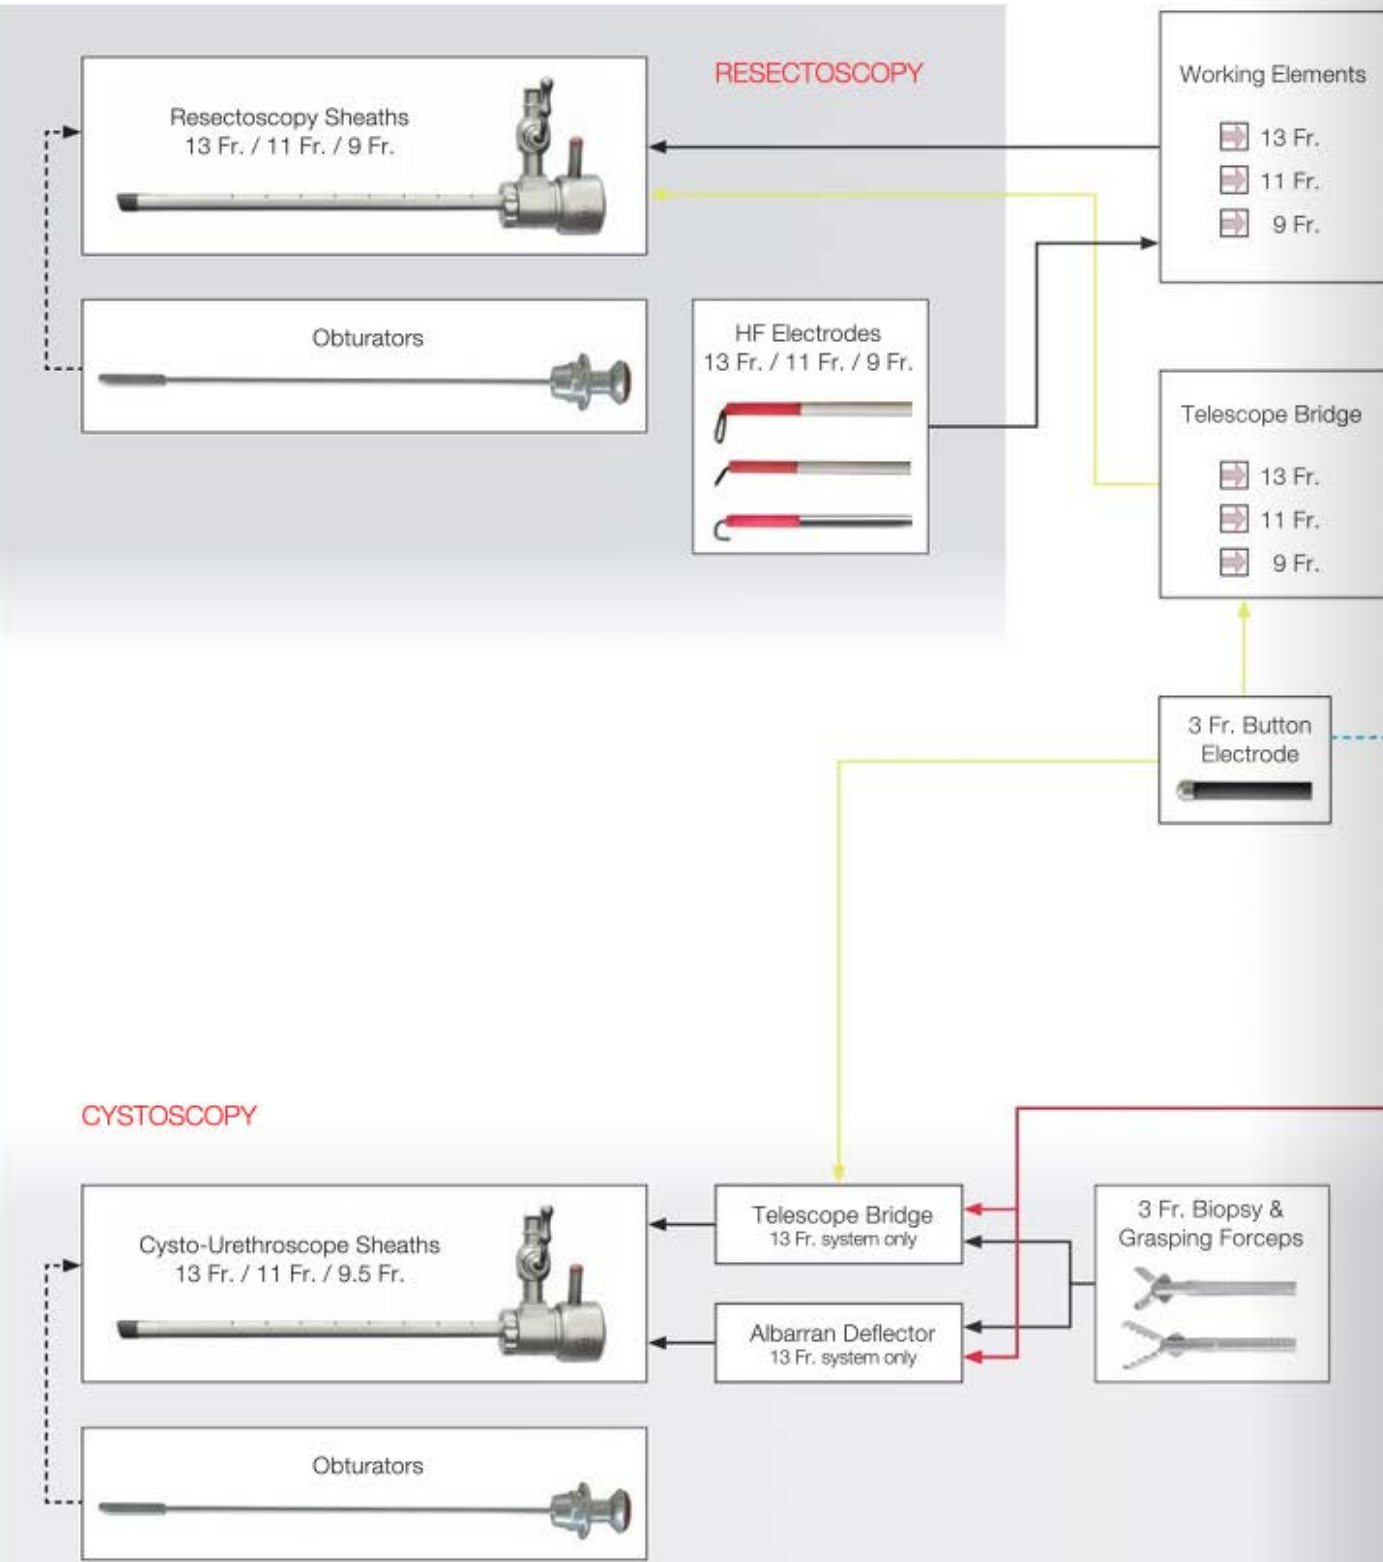 RESECTOSCOPY
Resectoscopy Sheaths
13 Fr. / 11 Fr. / 9 Fr.
Working Elements
13 Fr.
11 Fr.
9 Fr.
Obturators
HF Electrodes
13 Fr. / 11 Fr. / 9 Fr.
Telescope Bridge
13 Fr.
11 Fr.
9 Fr.
3 Fr. Button
Electrode
CYSTOSCOPY
Cysto-Urethroscope Sheaths
13 Fr. / 11 Fr. / 9.5 Fr.
Telescope Bridge
13 Fr. system only
Albarran Deflector
13 Fr. system only
3 Fr. Biopsy &
Grasping Forceps
Obturators